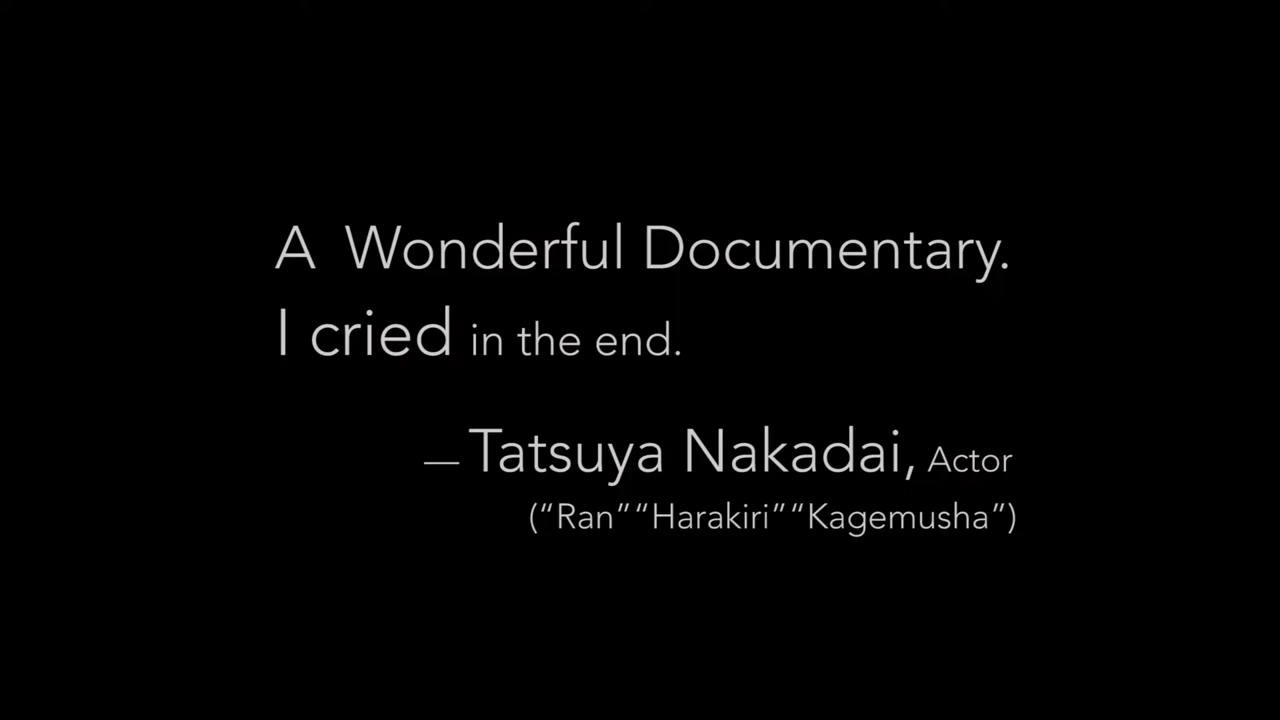 A Wonderful Documentary.
I cried in the end.
— Tatsuya Nakadai, Actor
(“Ran”“Harakiri”“Kagemusha”)